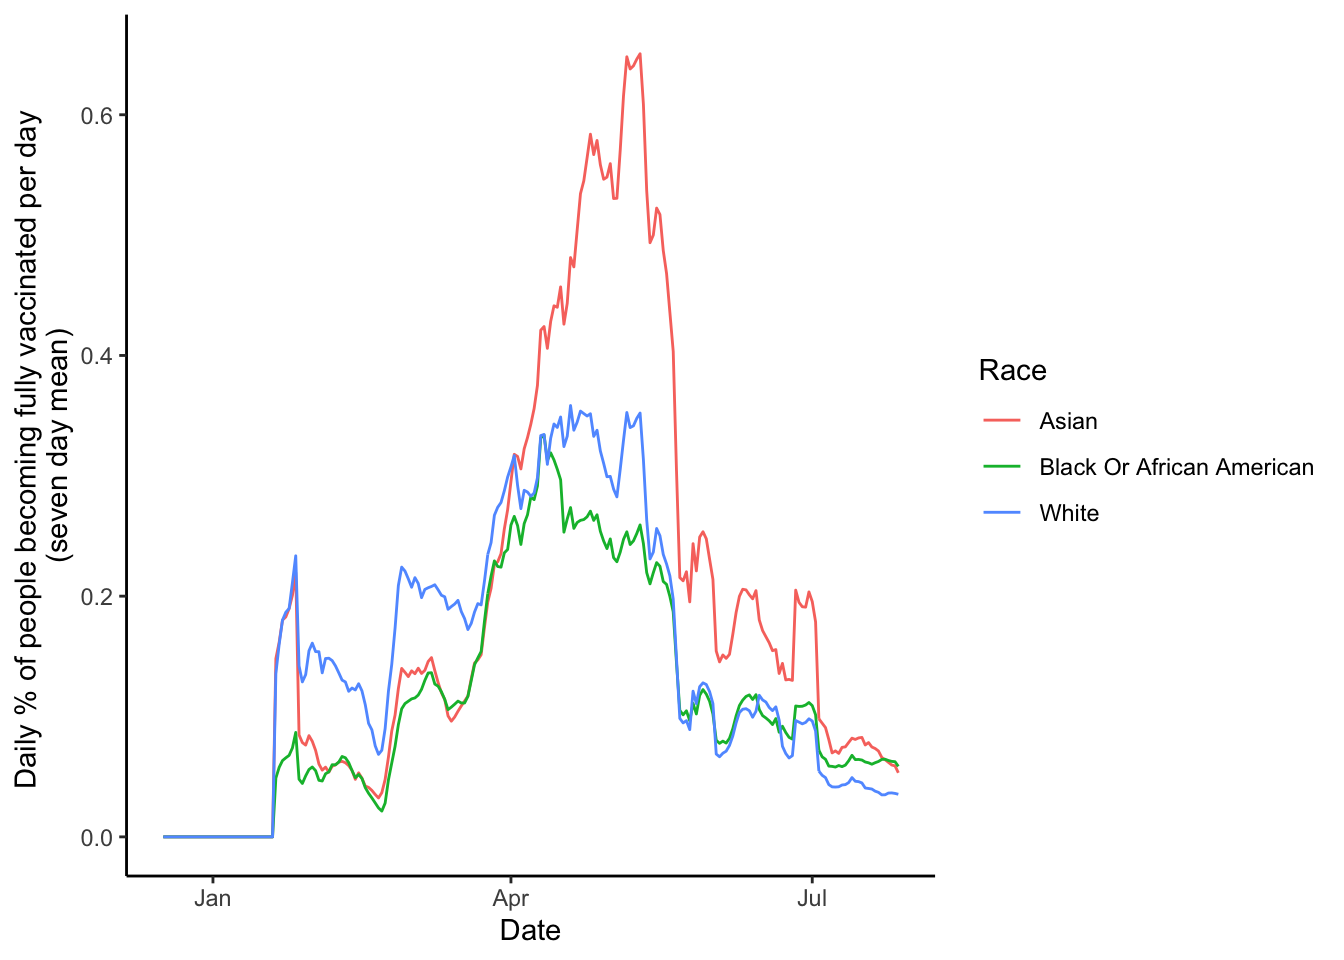 Daily % of people becoming fully vaccinated per day
(seven day mean)
0.6
0.4
0.2
0.0
Jan
Apr
Jul
Date
Race
Asian
Black Or African American
White